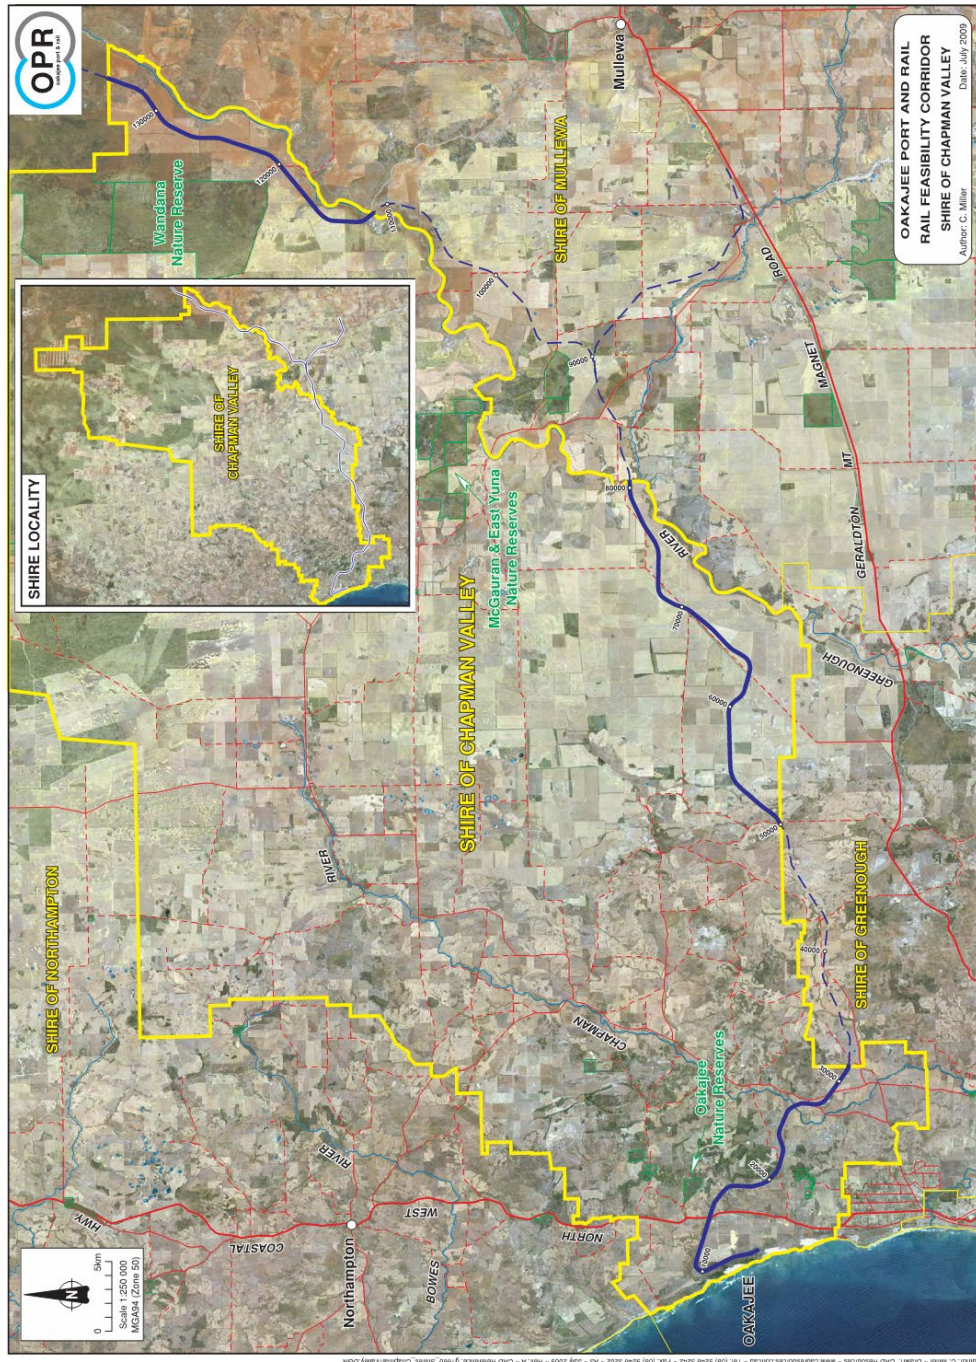 OPR
oakajee port & rail
SHIRE LOCALITY
SHIRE OF
CHAPMAN VALLEY
Wandana
Nature Reserve
SHIRE OF NORTHAMPTON
SHIRE OF CHAPMAN VALLEY
McGauran & East Yuna
Nature Reserves
SHIRE OF MULLEWA
Mullewa
130000
120000
110000
100000
90000
80000
70000
60000
50000
40000
30000
20000
10000
RIVER
RIVER
CHAPMAN
RIVER
BOWES
GREENOUGH
GERALDTON
MT
MAGNET
ROAD
SHIRE OF GREENOUGH
Oakajee
Nature Reserves
HWY
COASTAL
WEST
NORTH
Northampton
OAKAJEE
N
0 5km
Scale 1:250 000
MGA94 (Zone 50)
OAKAJEE PORT AND RAIL
RAIL FEASIBILITY CORRIDOR
SHIRE OF CHAPMAN VALLEY
Author: C. Miller Date: July 2009